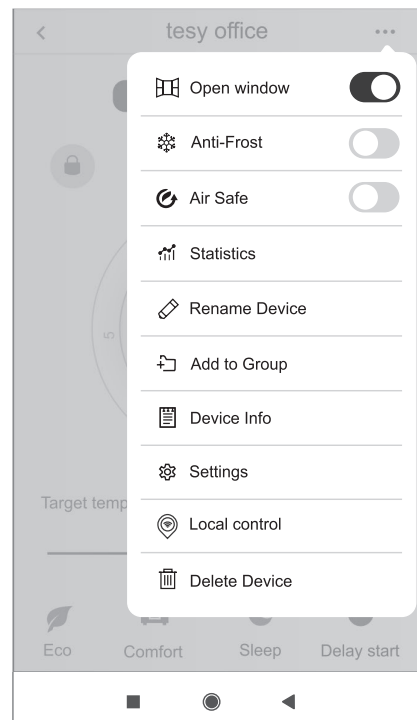 tesy office
Open window
Anti-Frost
Air Safe
Statistics
Rename Device
Add to Group
Device Info
Settings
Local control
Delete Device
5
Target temp
Eco
Comfort
Sleep
Delay start